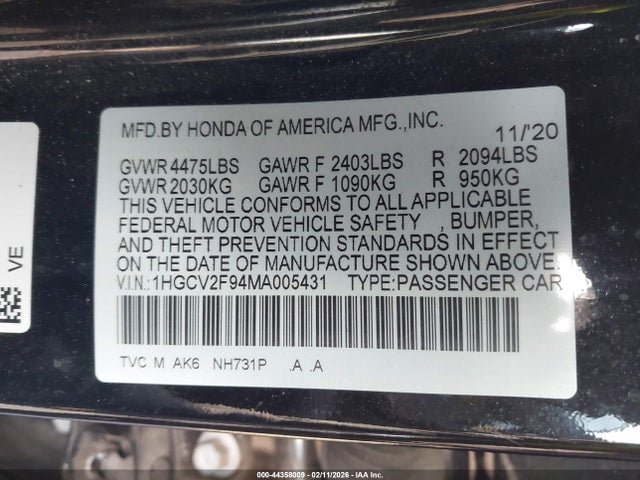 MFD.BY HONDA OF AMERICA MFG.,INC. 11/'20
GVWR 4475LBS GAWR F 2403LBS R 2094LBS
GVWR 2030KG GAWR F 1090KG R 950KG
THIS VEHICLE CONFORMS TO ALL APPLICABLE
FEDERAL MOTOR VEHICLE SAFETY , BUMPER,
AND THEFT PREVENTION STANDARDS IN EFFECT
ON THE DATE OF MANUFACTURE SHOWN ABOVE.
V.I.N.:1HGCV2F94MA005431 TYPE:PASSENGER CAR
TVC M AK6 NH731P .A .A
VE
000-44358009 - 02/11/2026 - IAA Inc.